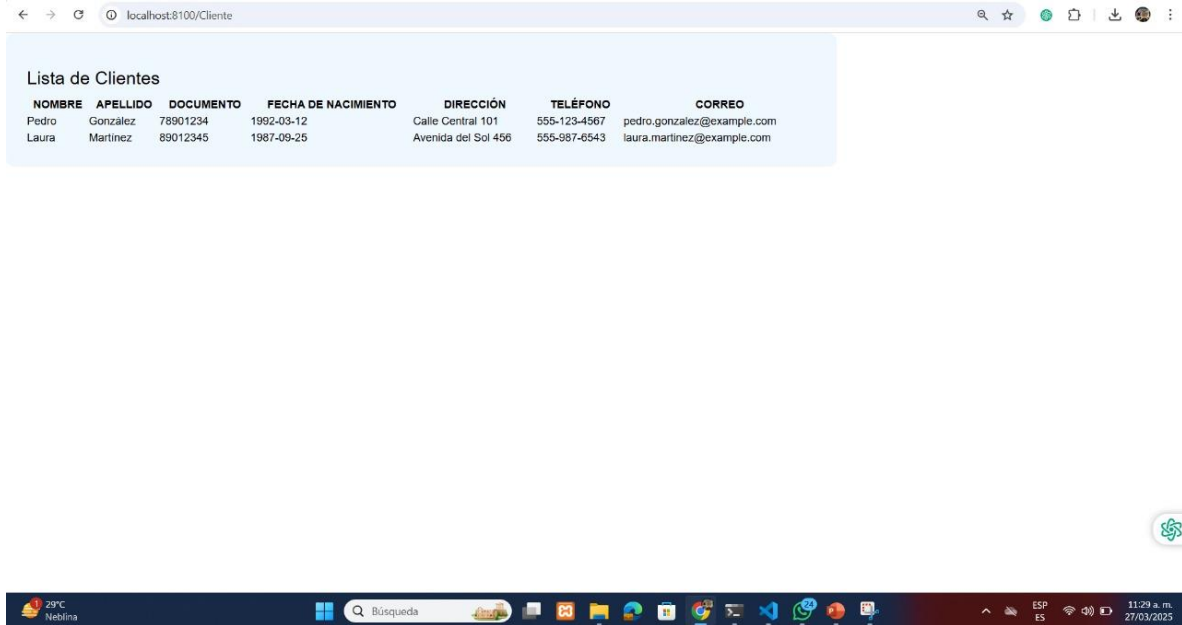 localhost:8100/Cliente
Lista de Clientes
NOMBRE APELLIDO DOCUMENTO FECHA DE NACIMIENTO DIRECCIÓN TELÉFONO CORREO
Pedro González 78901234 1992-03-12 Calle Central 101 555-123-4567 pedro.gonzalez@example.com
Laura Martínez 89012345 1987-09-25 Avenida del Sol 456 555-987-6543 laura.martinez@example.com
1
29°C
Neblina
Búsqueda
24
ESP
ES
11:29 a. m.
27/03/2025